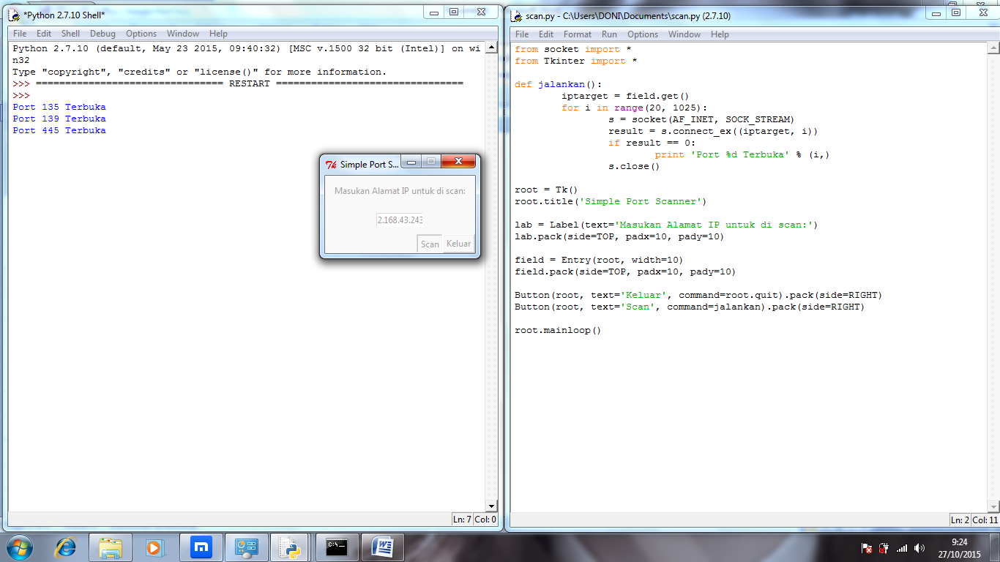 *Python 2.7.10 Shell*
File Edit Shell Debug Options Window Help
Python 2.7.10 (default, May 23 2015, 09:40:32) [MSC v.1500 32 bit (Intel)] on wi
n32
Type "copyright", "credits" or "license()" for more information.
>>> ================================ RESTART ================================
>>>
Port 135 Terbuka
Port 139 Terbuka
Port 445 Terbuka
Ln: 7 Col: 0
Simple Port S...
Masukan Alamat IP untuk di scan:
2.168.43.243
Scan Keluar
scan.py - C:\Users\DONI\Documents\scan.py (2.7.10)
File Edit Format Run Options Window Help
from socket import *
from Tkinter import *
def jalankan():
iptarget = field.get()
for i in range(20, 1025):
s = socket(AF_INET, SOCK_STREAM)
result = s.connect_ex((iptarget, i))
if result == 0:
print 'Port %d Terbuka' % (i,)
s.close()
root = Tk()
root.title('Simple Port Scanner')
lab = Label(text='Masukan Alamat IP untuk di scan:')
lab.pack(side=TOP, padx=10, pady=10)
field = Entry(root, width=10)
field.pack(side=TOP, padx=10, pady=10)
Button(root, text='Keluar', command=root.quit).pack(side=RIGHT)
Button(root, text='Scan', command=jalankan).pack(side=RIGHT)
root.mainloop()
Ln: 2 Col: 11
9:24
27/10/2015